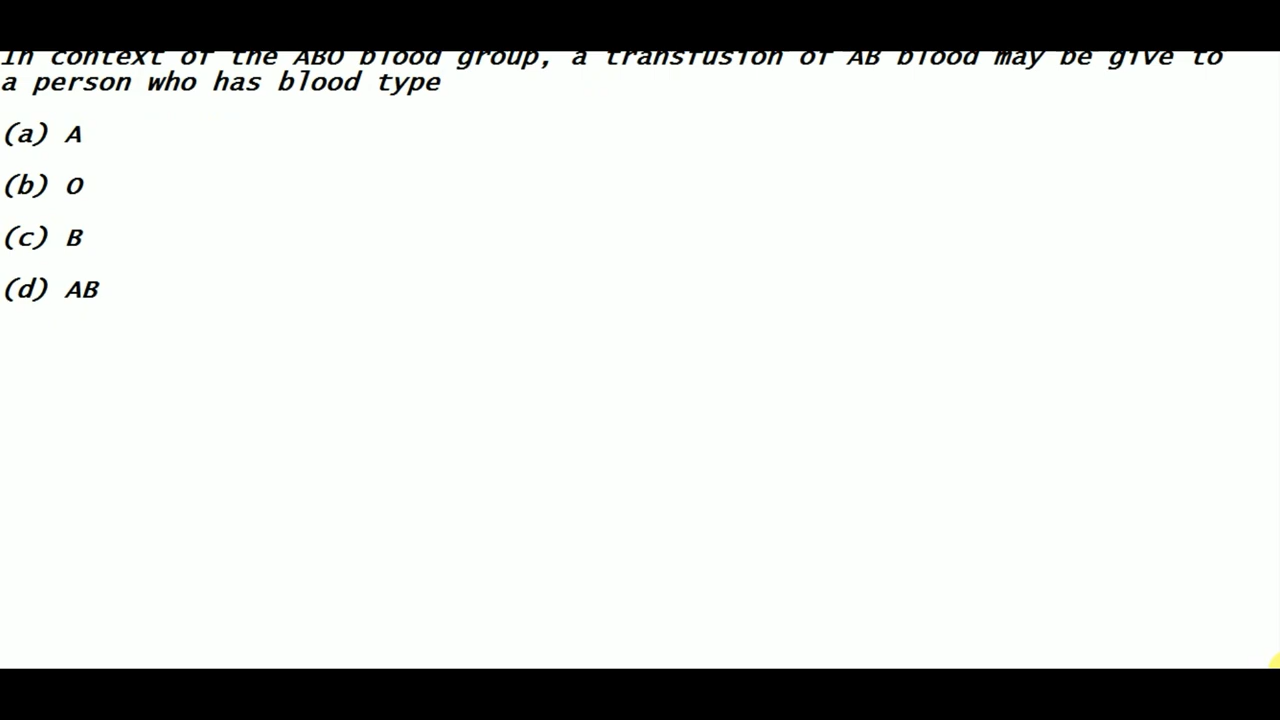 In context of the ABO blood group, a transfusion of AB blood may be give to
a person who has blood type
(a) A
(b) O
(c) B
(d) AB